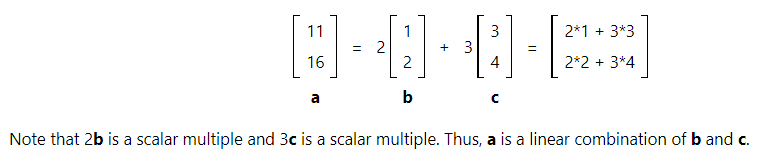 11 1 3 2*1 + 3*3
= 2 + 3 =
16 2 4 2*2 + 3*4
a b c
Note that 2b is a scalar multiple and 3c is a scalar multiple. Thus, a is a linear combination of b and c.